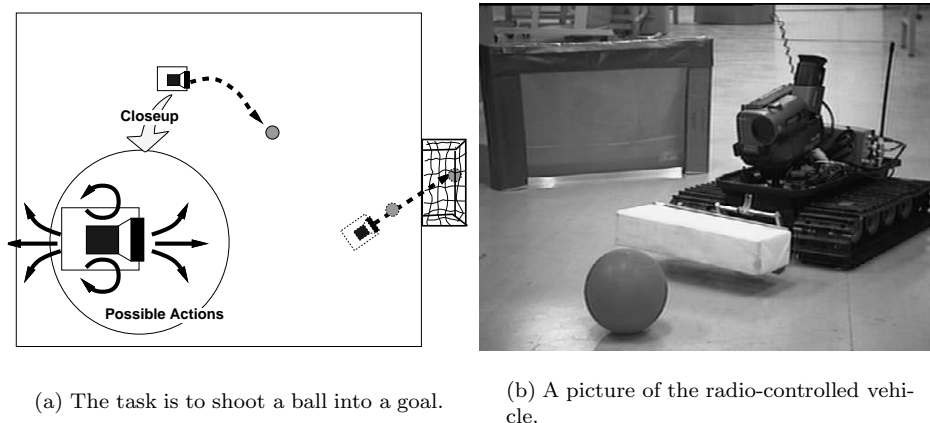 Closeup
Possible Actions
(a) The task is to shoot a ball into a goal.
(b) A picture of the radio-controlled vehi-
cle.